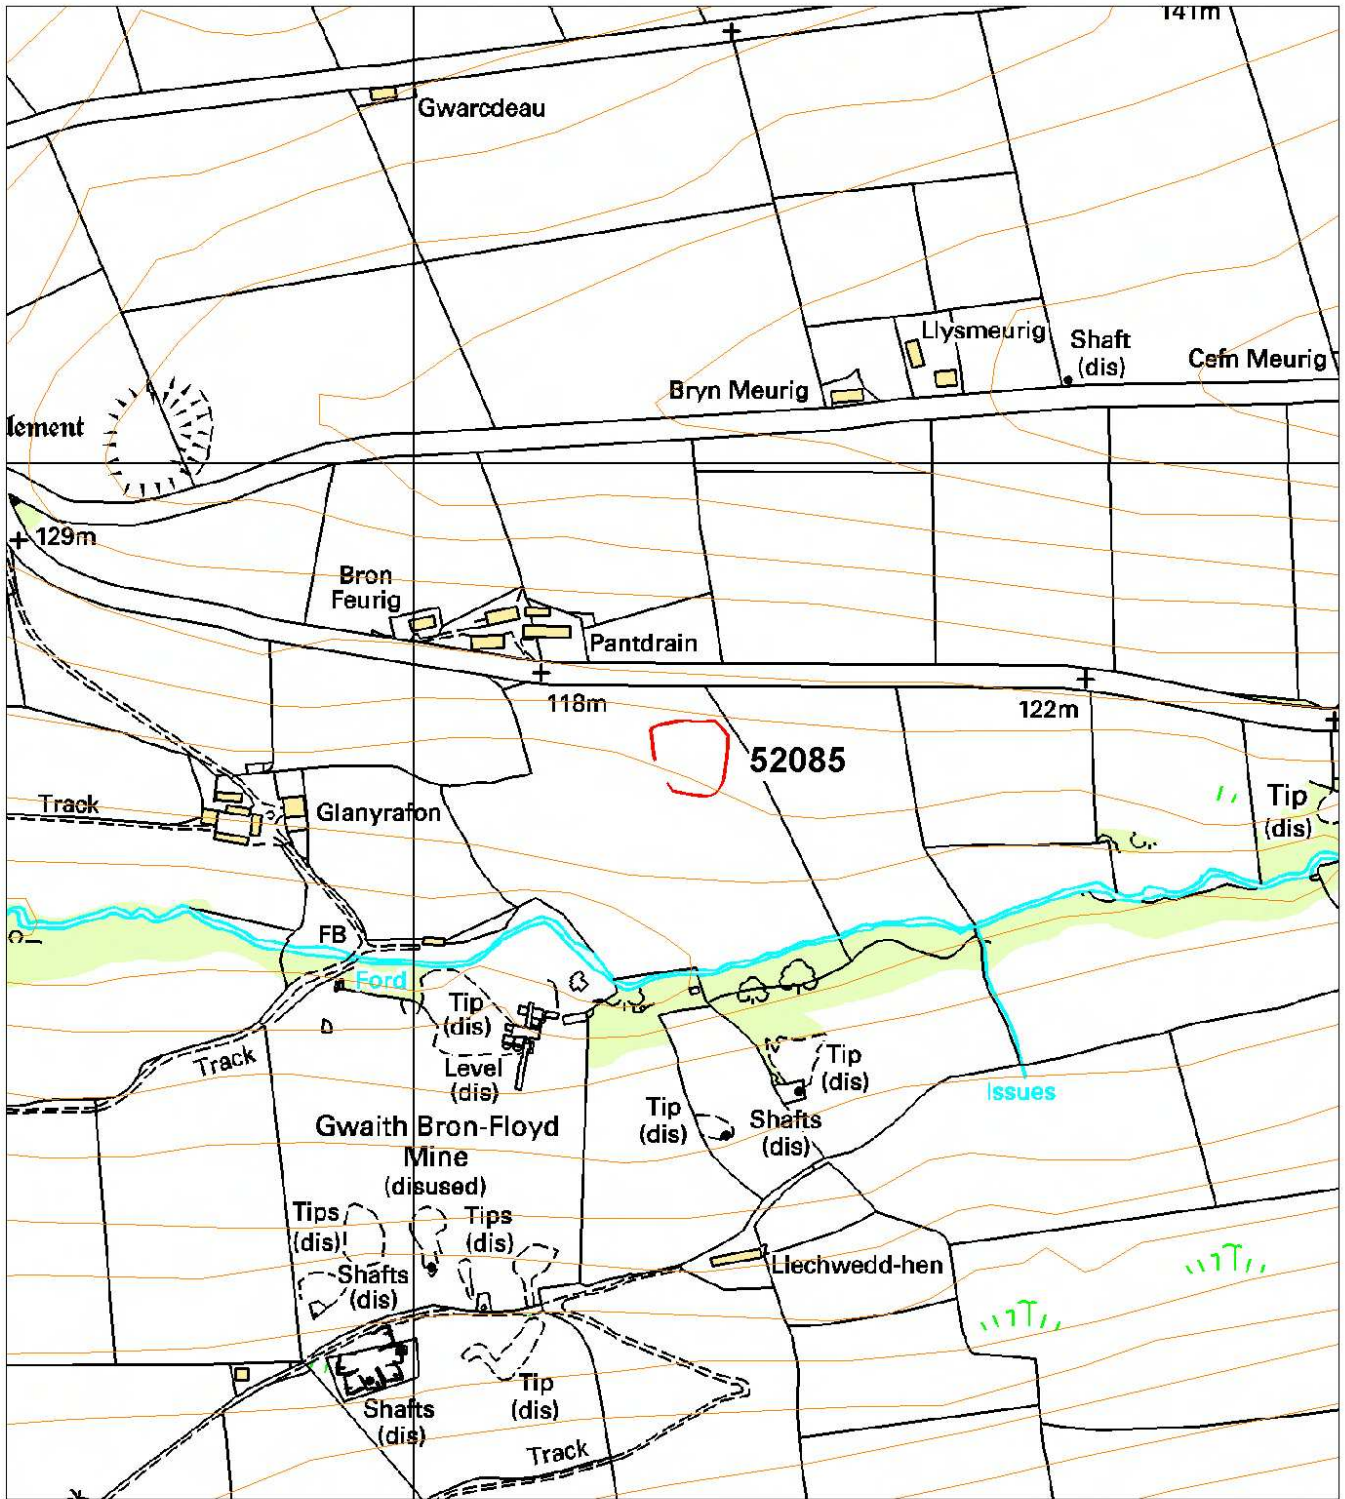 141m
Gwarcdeau
Llysmeurig
Shaft
(dis)
Cefn Meurig
Bryn Meurig
lement
129m
Bron
Feurig
Pantdrain
118m
122m
52085
Track
Glanyrafon
Tip
(dis)
FB
Ford
Tip
(dis)
Track
Level
(dis)
Tip
(dis)
Issues
Tip
(dis)
Shafts
(dis)
Gwaith Bron-Floyd
Mine
(disused)
Tips
(dis)
Tips
(dis)
Shafts
(dis)
Llechwedd-hen
Shafts
(dis)
Tip
(dis)
Track